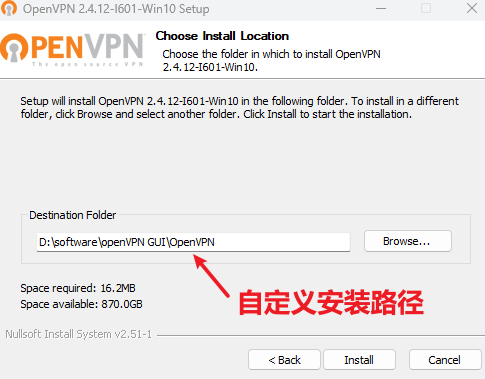 OpenVPN 2.4.12-I601-Win10 Setup
OPENVPN
The open source VPN
Choose Install Location
Choose the folder in which to install OpenVPN
2.4.12-I601-Win10.
Setup will install OpenVPN 2.4.12-I601-Win10 in the following folder. To install in a different
folder, click Browse and select another folder. Click Install to start the installation.
Destination Folder
D:\software\openVPN GUI\OpenVPN
Browse...
Space required: 16.2MB
Space available: 870.0GB
自定义安装路径
Nullsoft Install System v2.51-1
< Back
Install
Cancel